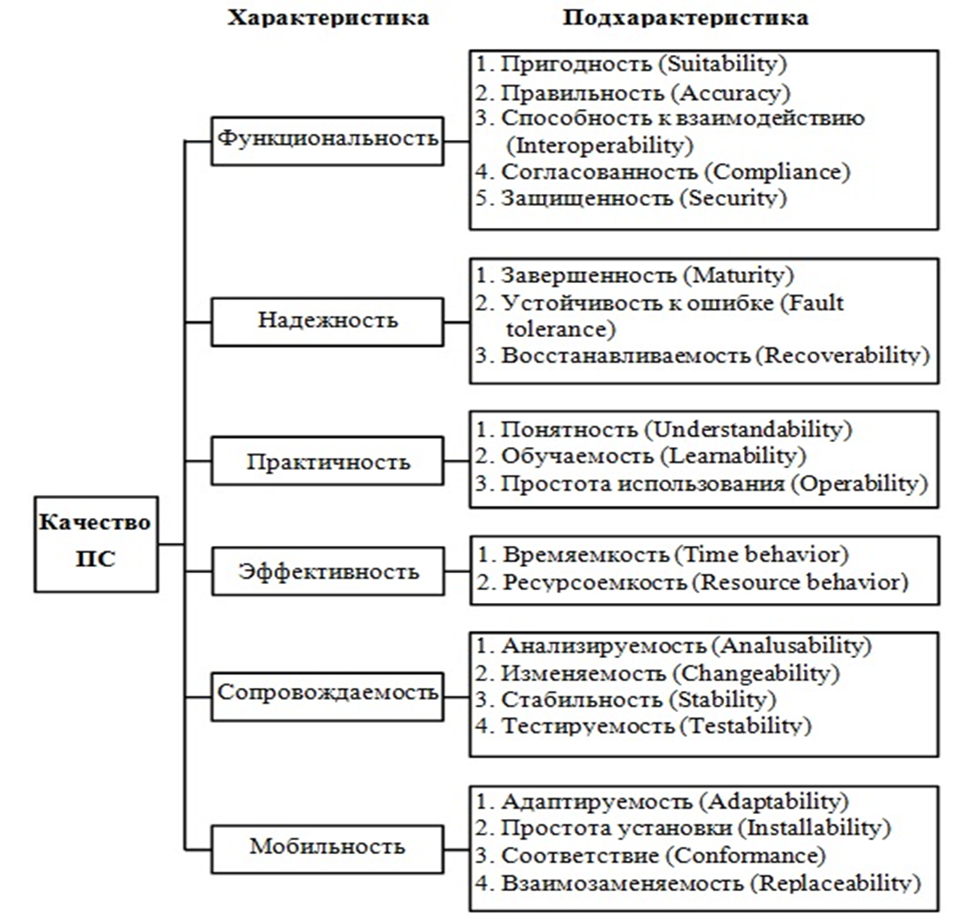 Характеристика
Подхарактеристика
Качество
ПС
Функциональность
1. Пригодность (Suitability)
2. Правильность (Accuracy)
3. Способность к взаимодействию
(Interoperability)
4. Согласованность (Compliance)
5. Защищенность (Security)
Надежность
1. Завершенность (Maturity)
2. Устойчивость к ошибке (Fault
tolerance)
3. Восстанавливаемость (Recoverability)
Практичность
1. Понятность (Understandability)
2. Обучаемость (Learnability)
3. Простота использования (Operability)
Эффективность
1. Времяемкость (Time behavior)
2. Ресурсоемкость (Resource behavior)
Сопровождаемость
1. Анализируемость (Analusability)
2. Изменяемость (Changeability)
3. Стабильность (Stability)
4. Тестируемость (Testability)
Мобильность
1. Адаптируемость (Adaptability)
2. Простота установки (Installability)
3. Соответствие (Conformance)
4. Взаимозаменяемость (Replaceability)